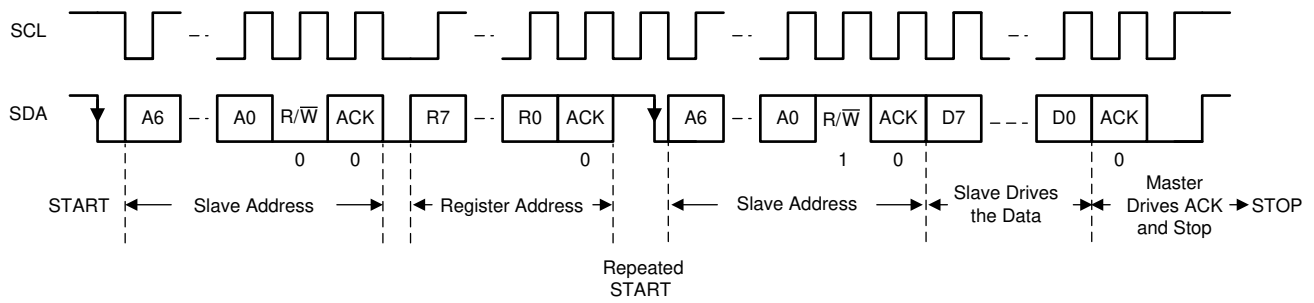 SCL
SDA
A6 A0 R/W̅ ACK R7 R0 ACK A6 A0 R/W̅ ACK D7 D0 ACK
0 0 0 1 0 0
START Slave Address Register Address Slave Address Slave Drives the Data Master Drives ACK and Stop STOP
Repeated
START